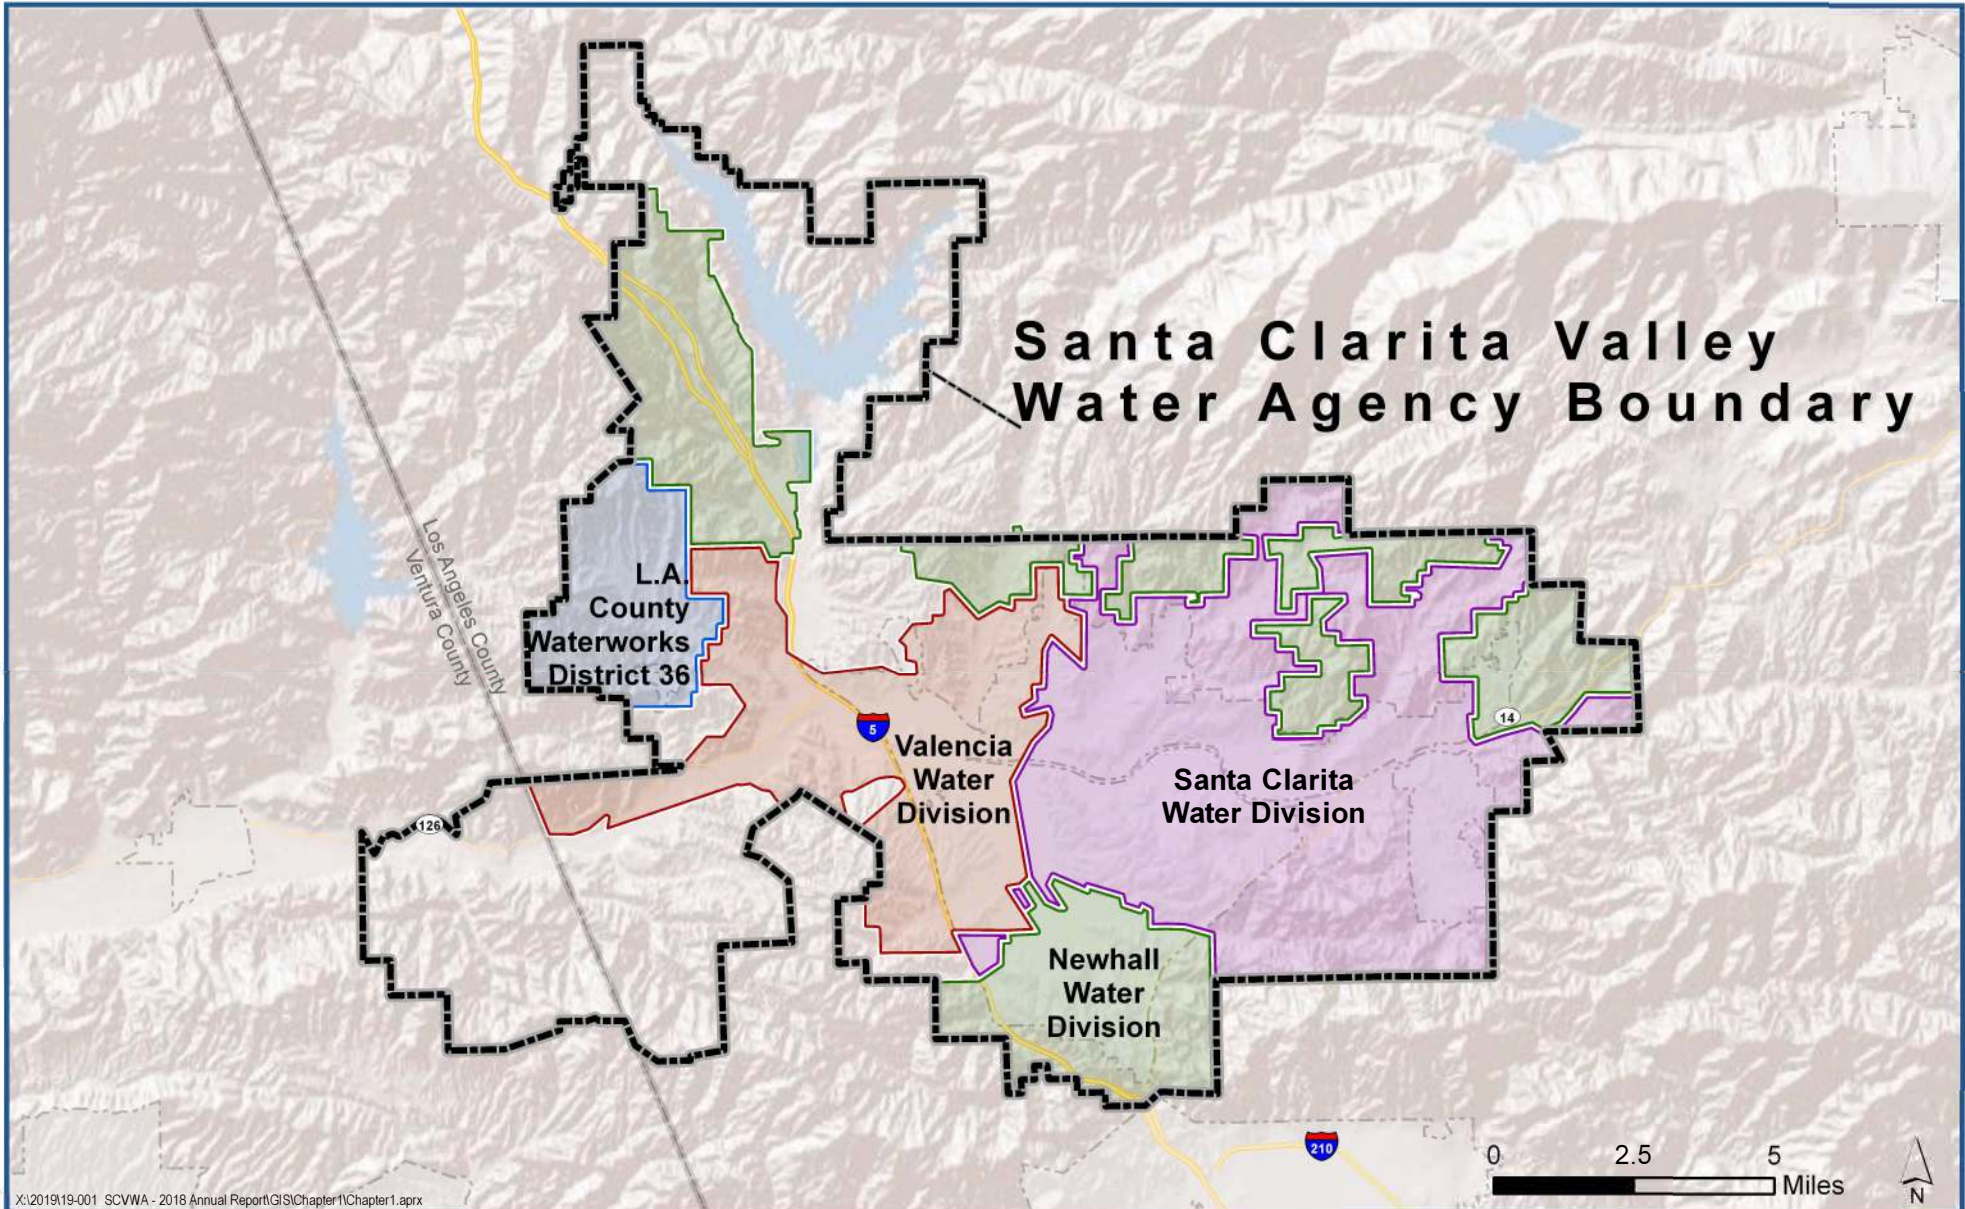 Santa Clarita Valley
Water Agency Boundary
Los Angeles County
Ventura County
L.A.
County
Waterworks
District 36
5
Valencia
Water
Division
Santa Clarita
Water Division
14
126
Newhall
Water
Division
210
0 2.5 5
Miles
N
X:\2019\19-001 SCVWA - 2018 Annual Report\GIS\Chapter1\Chapter1.aprx